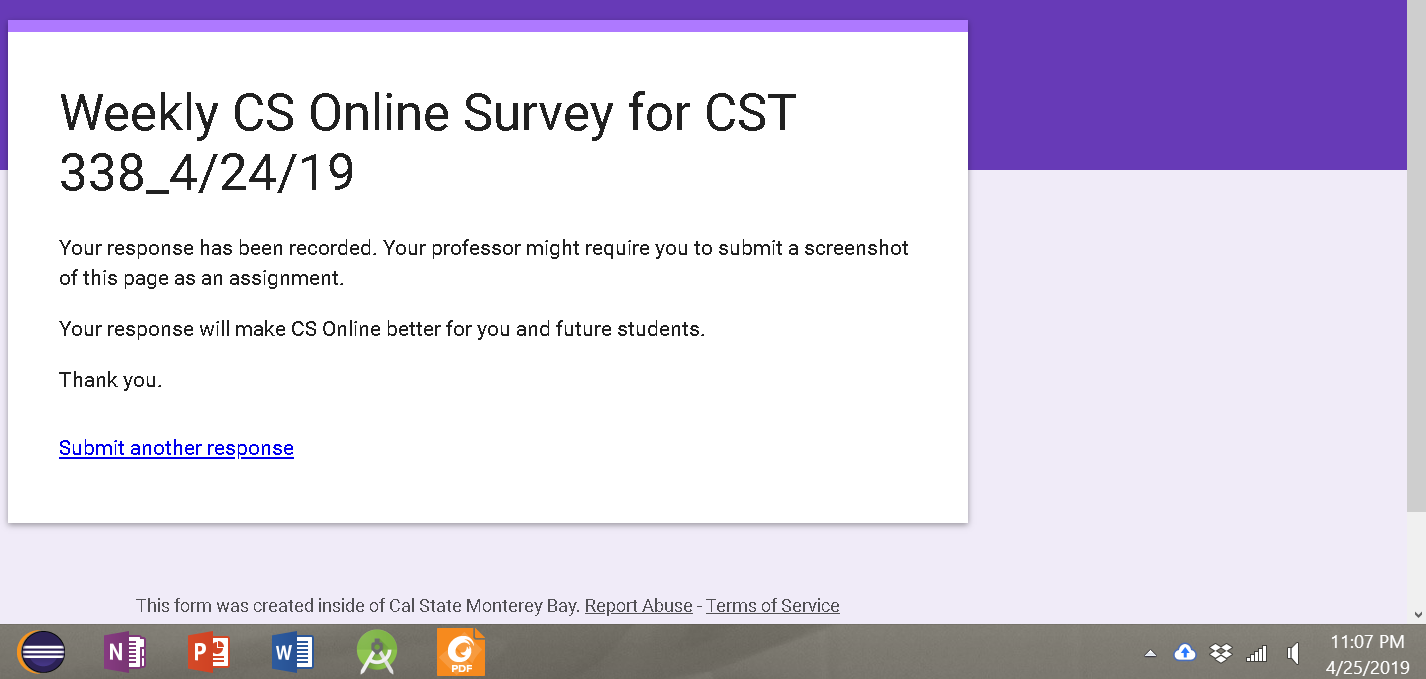 Weekly CS Online Survey for CST
338_4/24/19
Your response has been recorded. Your professor might require you to submit a screenshot
of this page as an assignment.
Your response will make CS Online better for you and future students.
Thank you.
Submit another response
This form was created inside of Cal State Monterey Bay. Report Abuse - Terms of Service
N
P
W
PDF
11:07 PM
4/25/2019